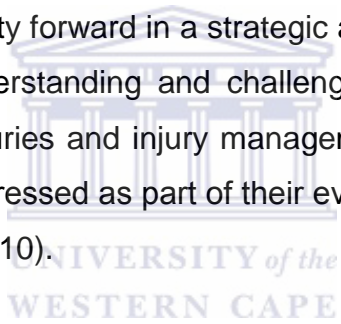 ty forward in a strategic a
erstanding and challeng
uries and injury manager
ressed as part of their ev
10).
UNIVERSITY of the
WESTERN CAPE